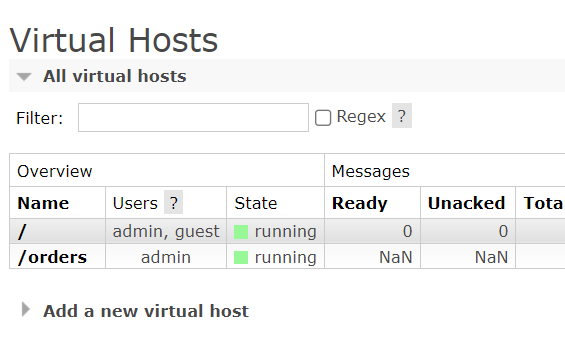 Virtual Hosts
All virtual hosts
Filter: Regex ?
Overview Messages
Name Users ? State Ready Unacked Tota
/ admin, guest running 0 0
/orders admin running NaN NaN
Add a new virtual host